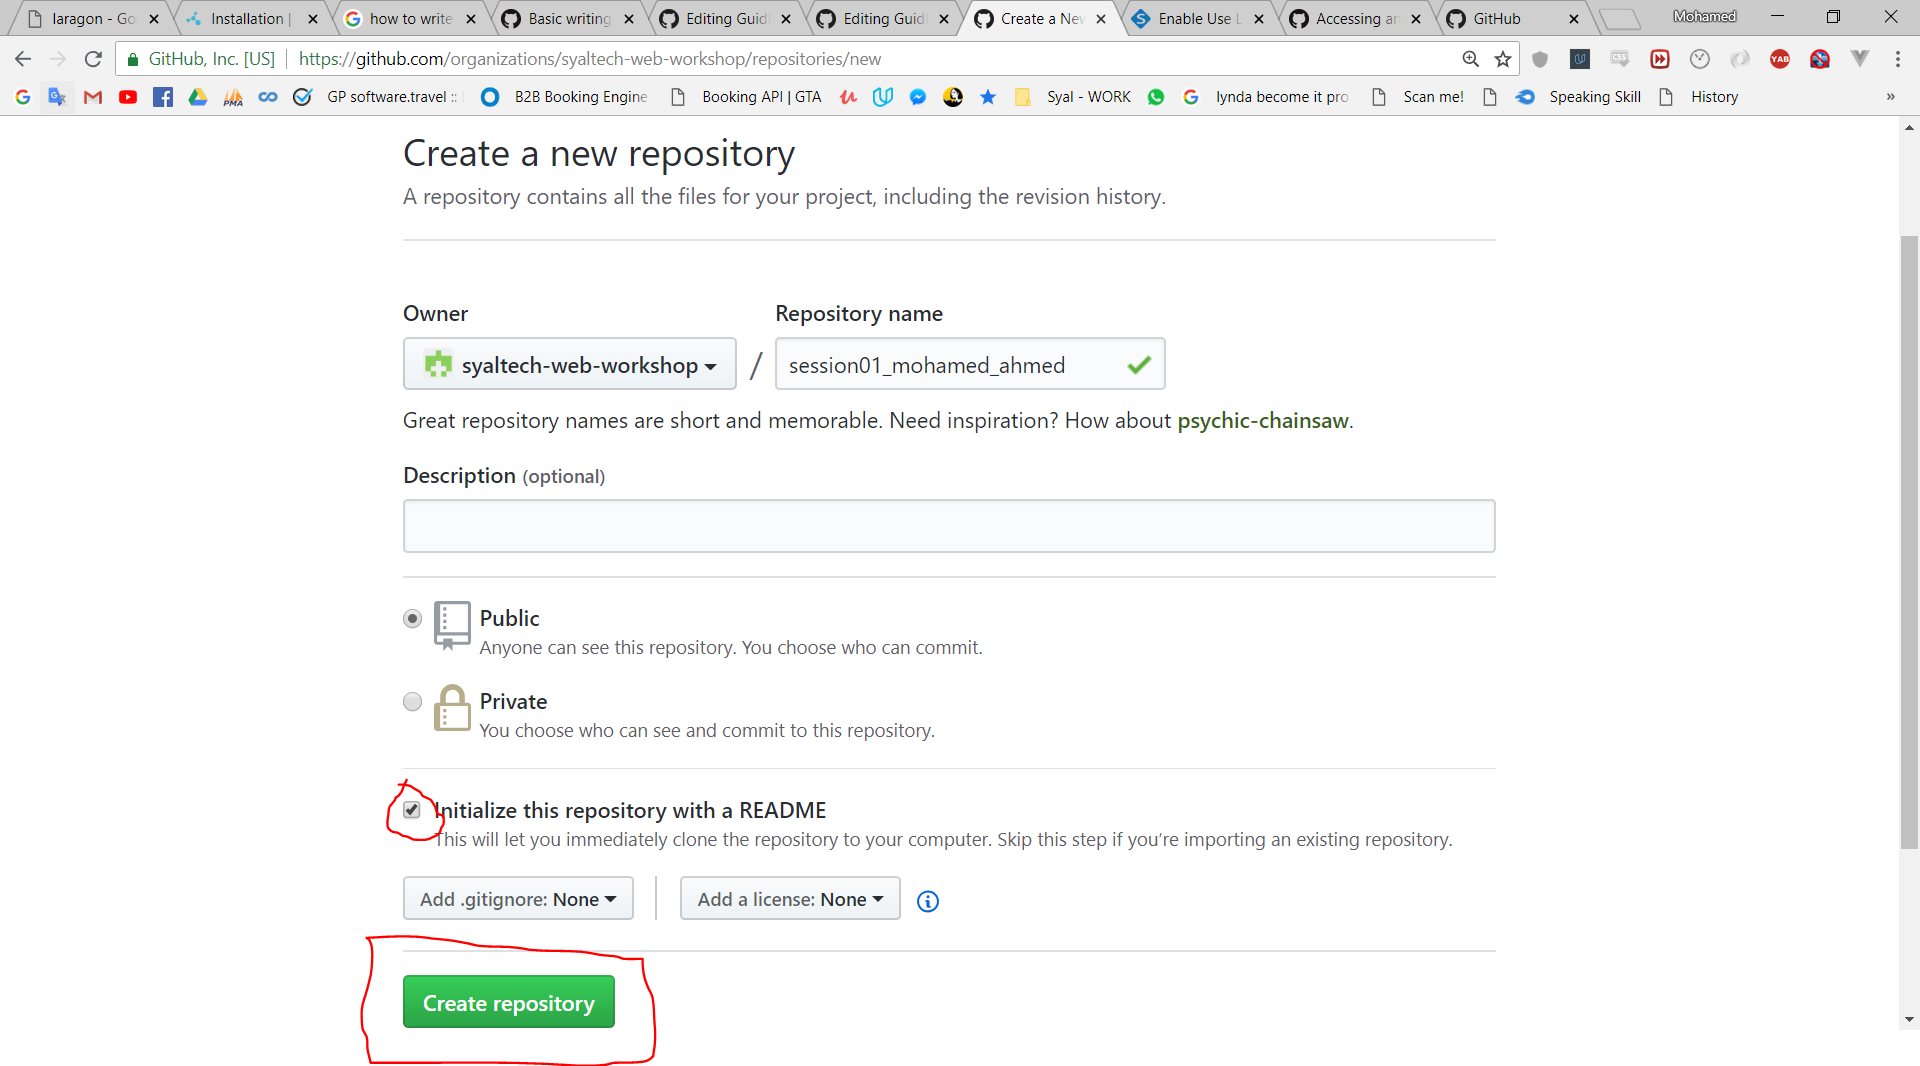 laragon - Go
Installation |
how to write
Basic writing
Editing Guid
Editing Guid
Create a New
Enable Use L
Accessing an
GitHub
Mohamed
GitHub, Inc. [US]
https://github.com/organizations/syaltech-web-workshop/repositories/new
GP software.travel ::
B2B Booking Engine
Booking API | GTA
Syal - WORK
lynda become it pro
Scan me!
Speaking Skill
History
»
Create a new repository
A repository contains all the files for your project, including the revision history.
Owner
Repository name
syaltech-web-workshop / session01_mohamed_ahmed
Great repository names are short and memorable. Need inspiration? How about psychic-chainsaw.
Description (optional)
Public
Anyone can see this repository. You choose who can commit.
Private
You choose who can see and commit to this repository.
Initialize this repository with a README
This will let you immediately clone the repository to your computer. Skip this step if you’re importing an existing repository.
Add .gitignore: None
Add a license: None
Create repository